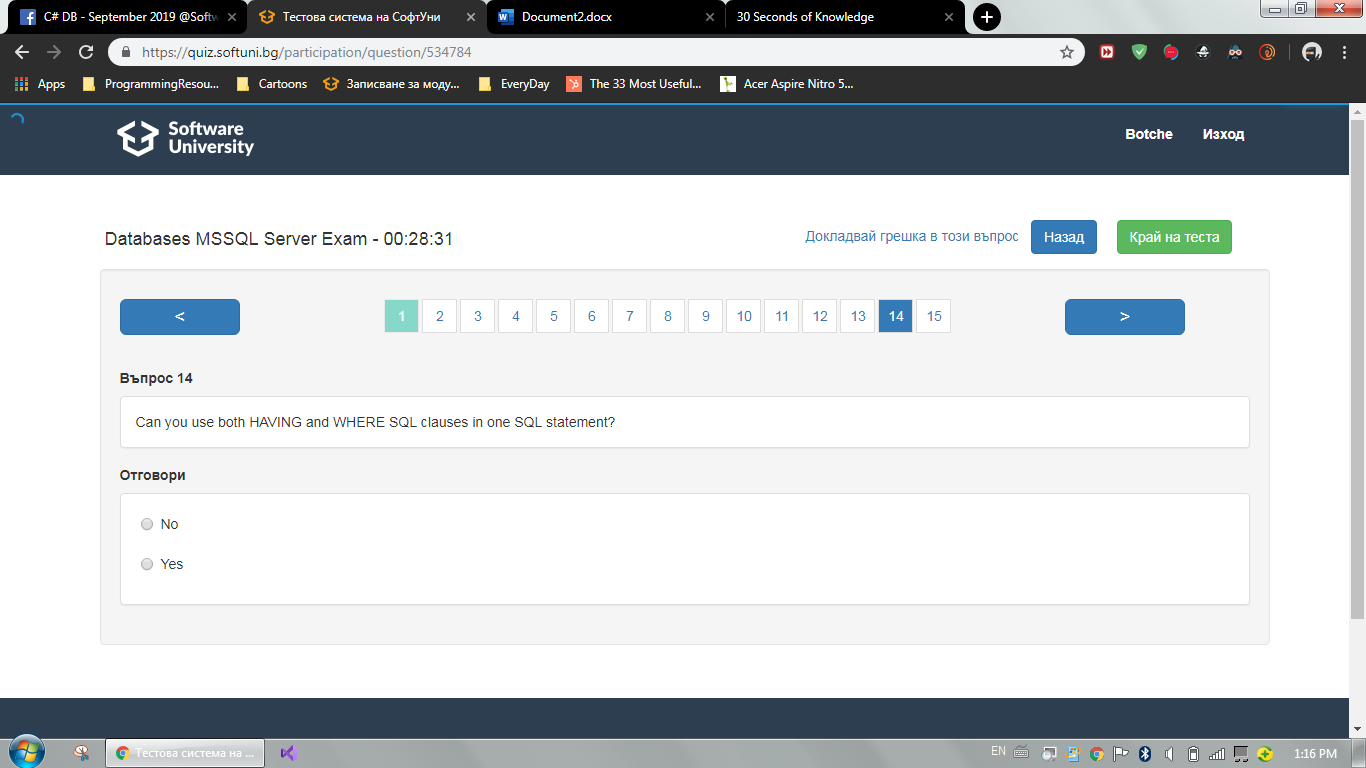 C# DB - September 2019 @Softw
Тестова система на СофтУни
Document2.docx
30 Seconds of Knowledge
https://quiz.softuni.bg/participation/question/534784
Apps
ProgrammingResou...
Cartoons
Записване за моду...
EveryDay
The 33 Most Useful...
Acer Aspire Nitro 5...
Software University
Botche
Изход
Databases MSSQL Server Exam - 00:28:31
Докладвай грешка в този въпрос
Назад
Край на теста
< 1 2 3 4 5 6 7 8 9 10 11 12 13 14 15 >
Въпрос 14
Can you use both HAVING and WHERE SQL clauses in one SQL statement?
Отговори
No
Yes
Тестова система на ...
EN
1:16 PM